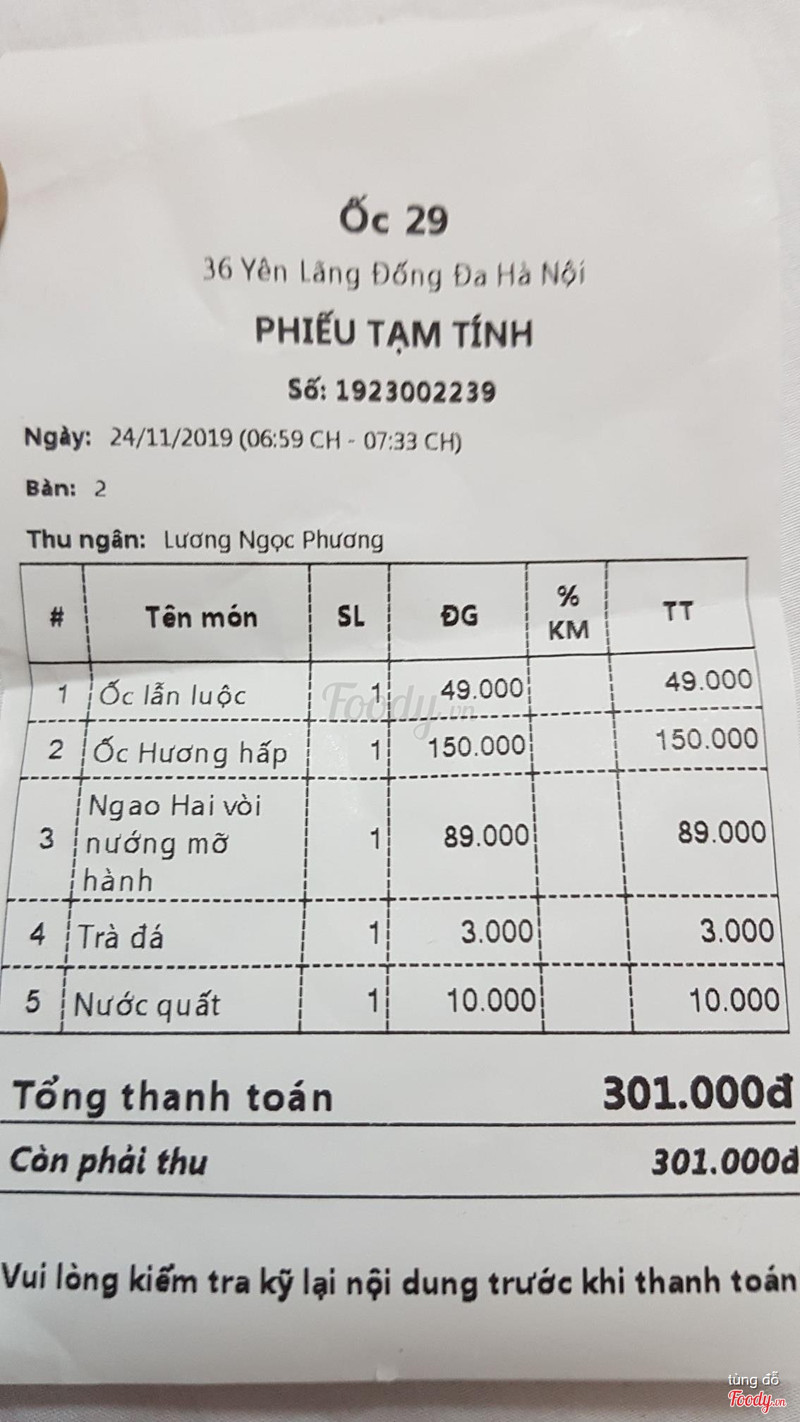 Ốc 29
36 Yên Lãng Đống Đa Hà Nội
PHIẾU TẠM TÍNH
Số: 1923002239
Ngày: 24/11/2019 (06:59 CH - 07:33 CH)
Bàn: 2
Thu ngân: Lương Ngọc Phương
# Tên món SL ĐG % KM TT
1 Ốc lẫn luộc 1 49.000 49.000
2 Ốc Hương hấp 1 150.000 150.000
3 Ngao Hai vòi
nướng mỡ 1 89.000 89.000
hành
4 Trà đá 1 3.000 3.000
5 Nước quất 1 10.000 10.000
Tổng thanh toán 301.000đ
Còn phải thu 301.000đ
Vui lòng kiểm tra kỹ lại nội dung trước khi thanh toán
Foody.vn
tùng đỗ
Foody.vn